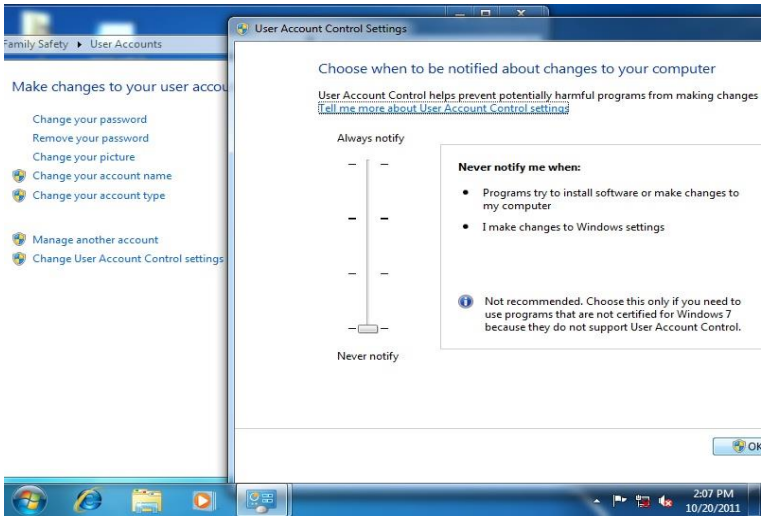 Family Safety ▸ User Accounts
Make changes to your user accou
Change your password
Remove your password
Change your picture
Change your account name
Change your account type
Manage another account
Change User Account Control settings
User Account Control Settings
Choose when to be notified about changes to your computer
User Account Control helps prevent potentially harmful programs from making changes
Tell me more about User Account Control settings
Always notify
Never notify
Never notify me when:
• Programs try to install software or make changes to
my computer
• I make changes to Windows settings
Not recommended. Choose this only if you need to
use programs that are not certified for Windows 7
because they do not support User Account Control.
OK
2:07 PM
10/20/2011